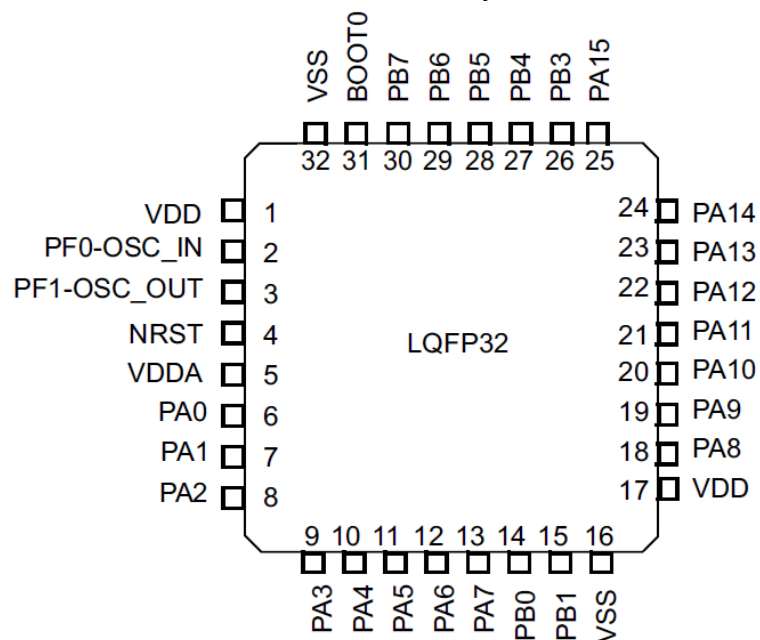 VSS BOOT0 PB7 PB6 PB5 PB4 PB3 PA15
32 31 30 29 28 27 26 25
VDD 1 24 PA14
PF0-OSC_IN 2 23 PA13
PF1-OSC_OUT 3 22 PA12
NRST 4 LQFP32 21 PA11
VDDA 5 20 PA10
PA0 6 19 PA9
PA1 7 18 PA8
PA2 8 17 VDD
9 10 11 12 13 14 15 16
PA3 PA4 PA5 PA6 PA7 PB0 PB1 VSS